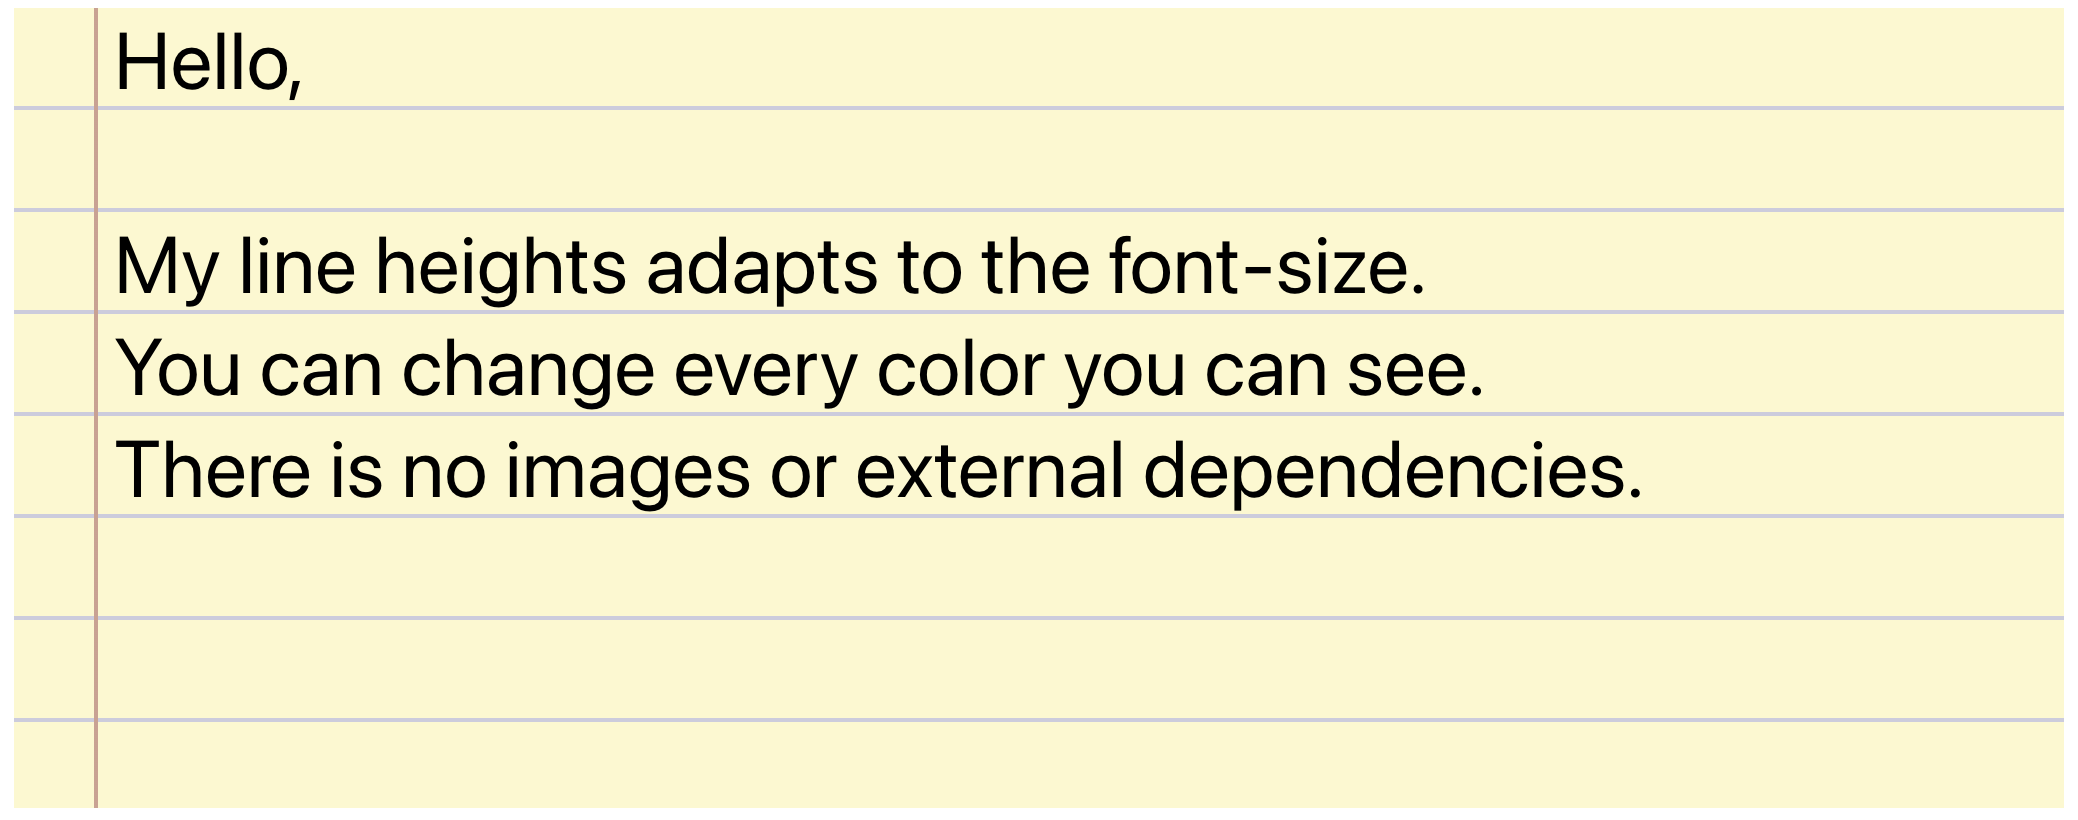 Hello,
My line heights adapts to the font-size.
You can change every color you can see.
There is no images or external dependencies.